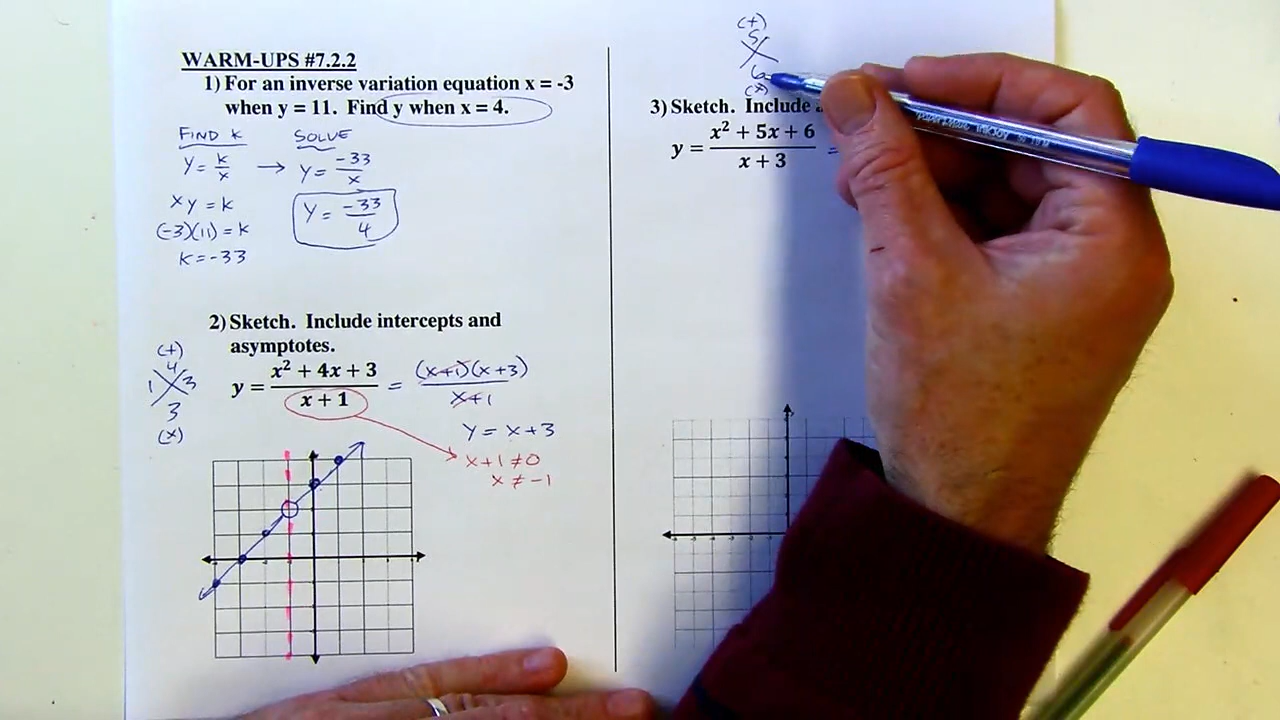 WARM-UPS #7.2.2
1) For an inverse variation equation x = -3
when y = 11. Find y when x = 4.
FIND K SOLVE
y = k/x → y = -33/x
xy = k
(-3)(11) = k
k = -33
y = -33/4
2) Sketch. Include intercepts and
asymptotes.
(+)
4
1 3
3
(x)
y = x² + 4x + 3 / x + 1 = (x+1)(x+3) / x+1
y = x+3
x+1 ≠ 0
x ≠ -1
(+)
5
6
(x)
3) Sketch. Include
y = x² + 5x + 6 / x + 3 =